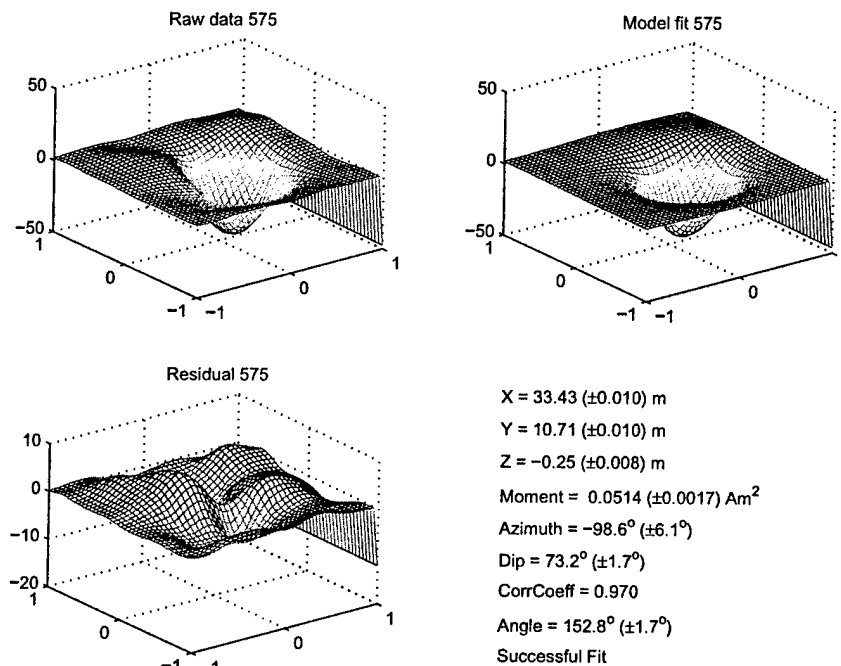 Raw data 575
50
0
−50
1
0
−1
−1
0
1
Model fit 575
50
0
−50
1
0
−1
−1
0
Residual 575
10
0
−10
−20
1
0
−1
−1
0
1
X = 33.43 (±0.010) m
Y = 10.71 (±0.010) m
Z = −0.25 (±0.008) m
Moment = 0.0514 (±0.0017) Am²
Azimuth = −98.6° (±6.1°)
Dip = 73.2° (±1.7°)
CorrCoeff = 0.970
Angle = 152.8° (±1.7°)
Successful Fit